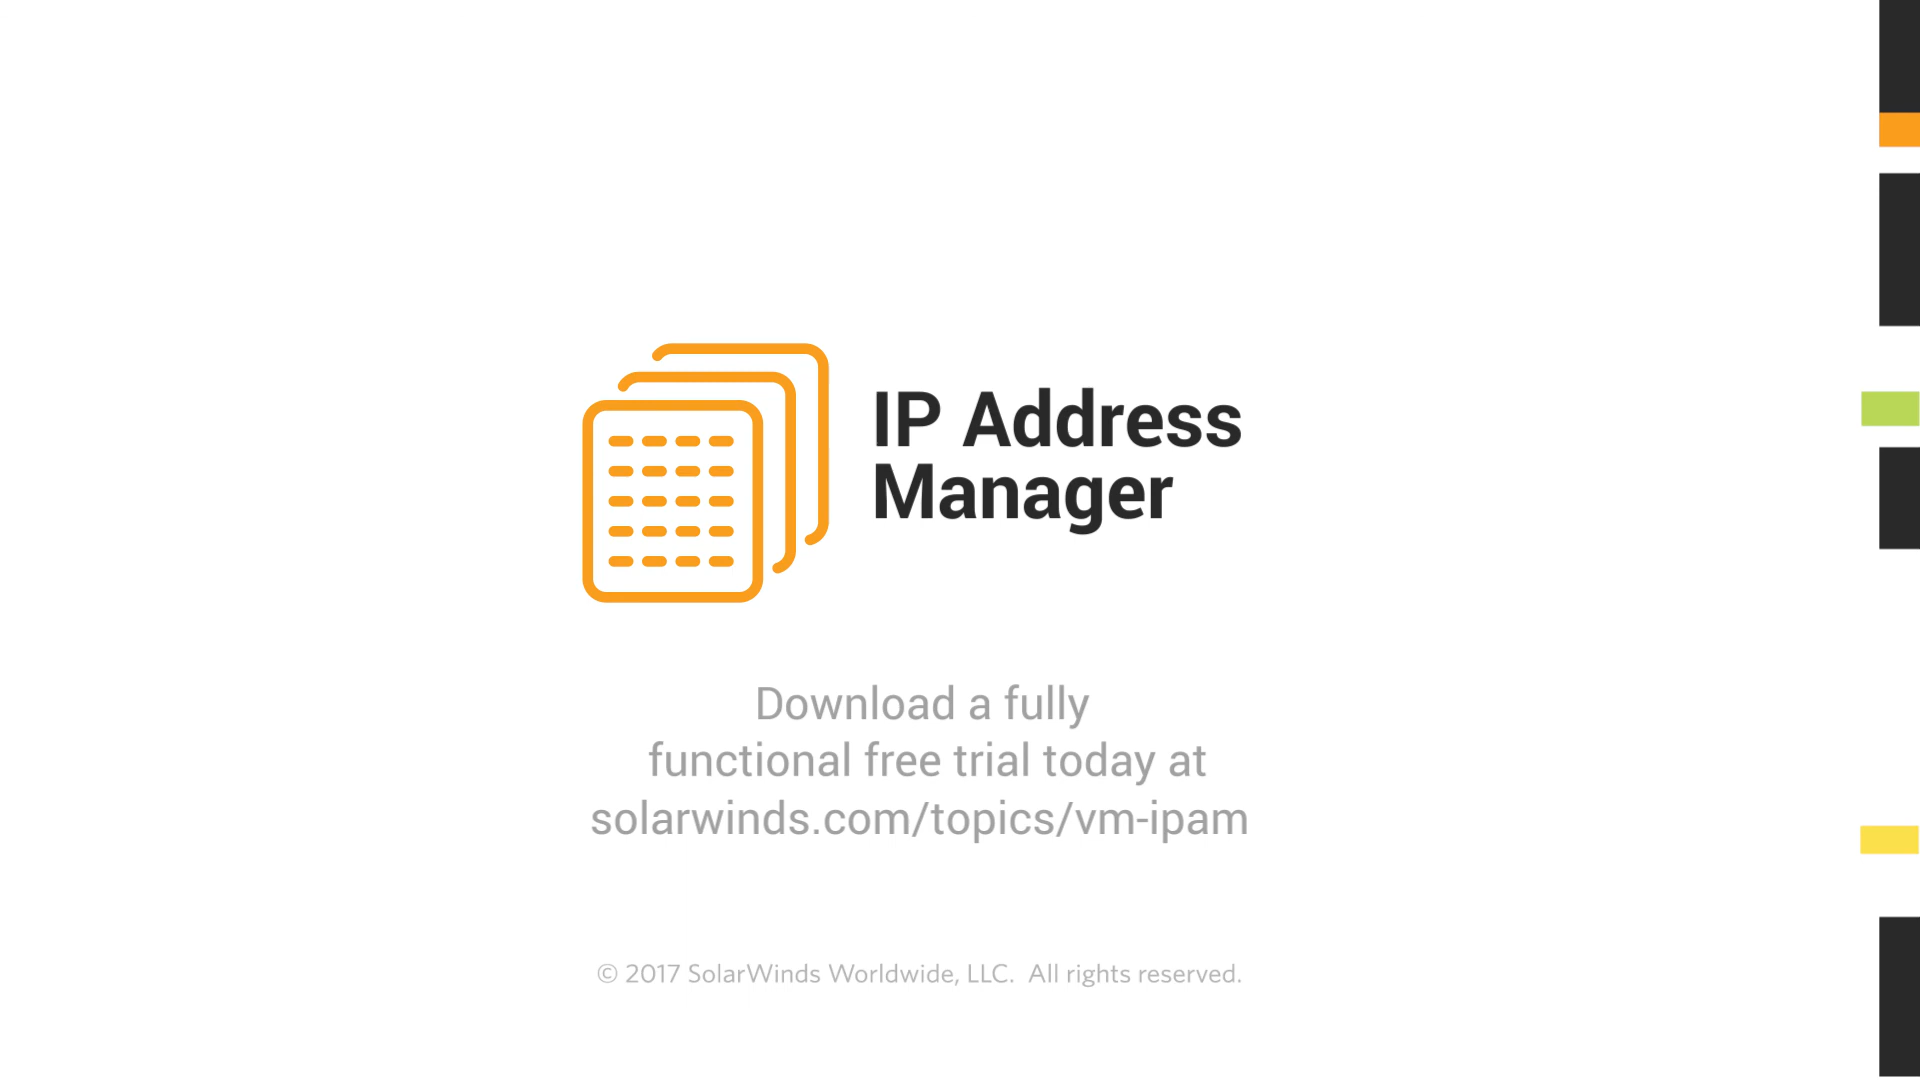 IP Address
Manager
Download a fully
functional free trial today at
solarwinds.com/topics/vm-ipam
© 2017 SolarWinds Worldwide, LLC.  All rights reserved.